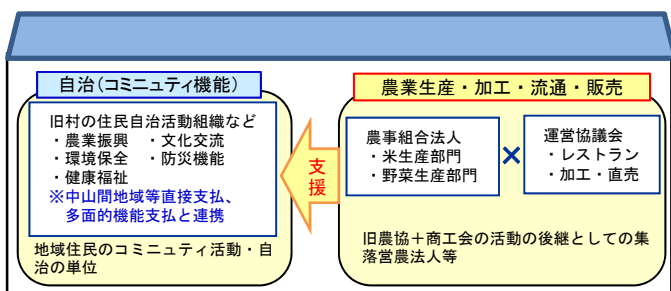 自治(コミニュティ機能)
旧村の住民自治活動組織など
・農業振興　・文化交流
・環境保全　・防災機能
・健康福祉
※中山間地域等直接支払、
多面的機能支払と連携
地域住民のコミュニティ活動・自
治の単位
支
援
農業生産・加工・流通・販売
農事組合法人
・米生産部門
・野菜生産部門
×
運営協議会
・レストラン
・加工・直売
旧農協＋商工会の活動の後継としての集
落営農法人等